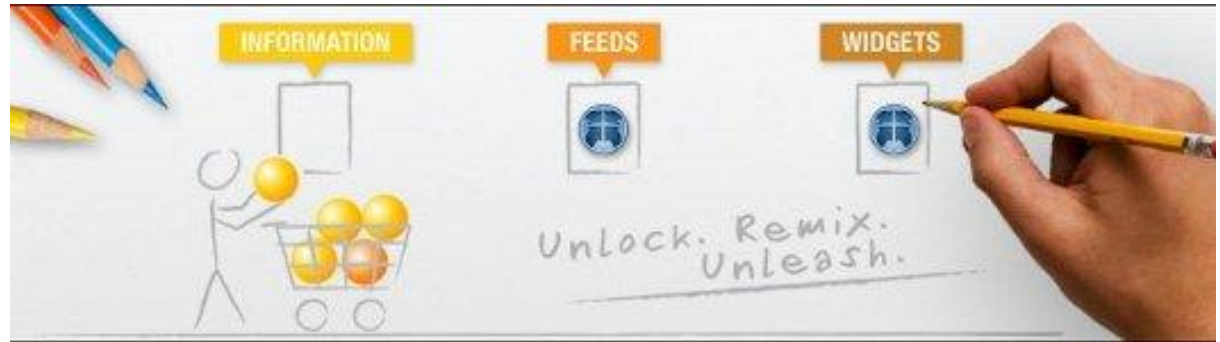 INFORMATION
FEEDS
WIDGETS
Unlock. Remix.
Unleash.